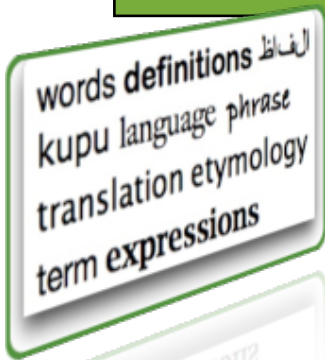 words definitions الفاظ
kupu language phrase
translation etymology
term expressions